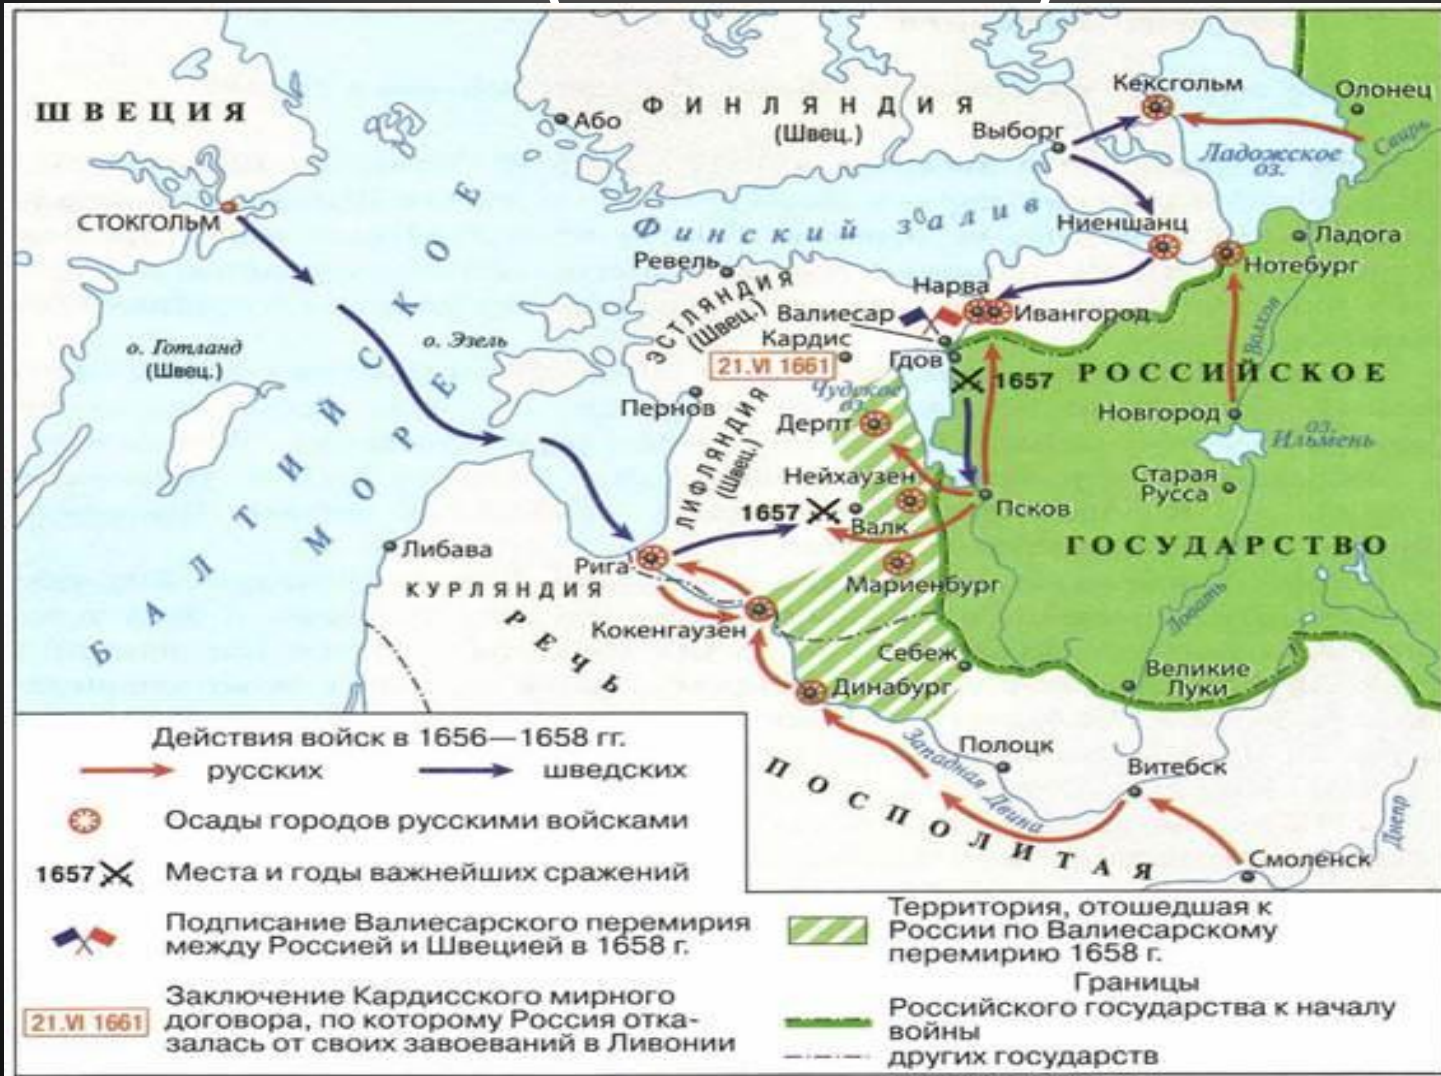 ШВЕЦИЯ
СТОКГОЛЬМ
о. Готланд
(Швец.)
БАЛТИЙСКОЕ
МОРЕ
о. Эзель
Або
ФИНЛЯНДИЯ
(Швец.)
Выборг
Кексгольм
Олонец
Свирь
Ладожское
оз.
Финский залив
Ниеншанц
Ладога
Нотебург
Ревель
ЭСТЛЯНДИЯ
(Швец.)
Нарва
Ивангород
Валиесар
Кардис
21.VI 1661
Гдов
1657
Чудское
оз.
РОССИЙСКОЕ
ГОСУДАРСТВО
Волхов
Новгород
оз.
Ильмень
Старая
Русса
Пернов
ЛИФЛЯНДИЯ
(Швец.)
Дерпт
Нейхаузен
Псков
1657
Валк
Мариенбург
Либава
Рига
КУРЛЯНДИЯ
Кокенгаузен
РЕЧЬ
ПОСПОЛИТАЯ
Себеж
Динабург
Ловать
Великие
Луки
Западная Двина
Полоцк
Витебск
Смоленск
Днепр
Действия войск в 1656—1658 гг.
русских
шведских
Осады городов русскими войсками
1657
Места и годы важнейших сражений
Подписание Валиесарского перемирия
между Россией и Швецией в 1658 г.
21.VI 1661
Заключение Кардисского мирного
договора, по которому Россия отка-
залась от своих завоеваний в Ливонии
Территория, отошедшая к
России по Валиесарскому
перемирию 1658 г.
Границы
Российского государства к началу
войны
других государств